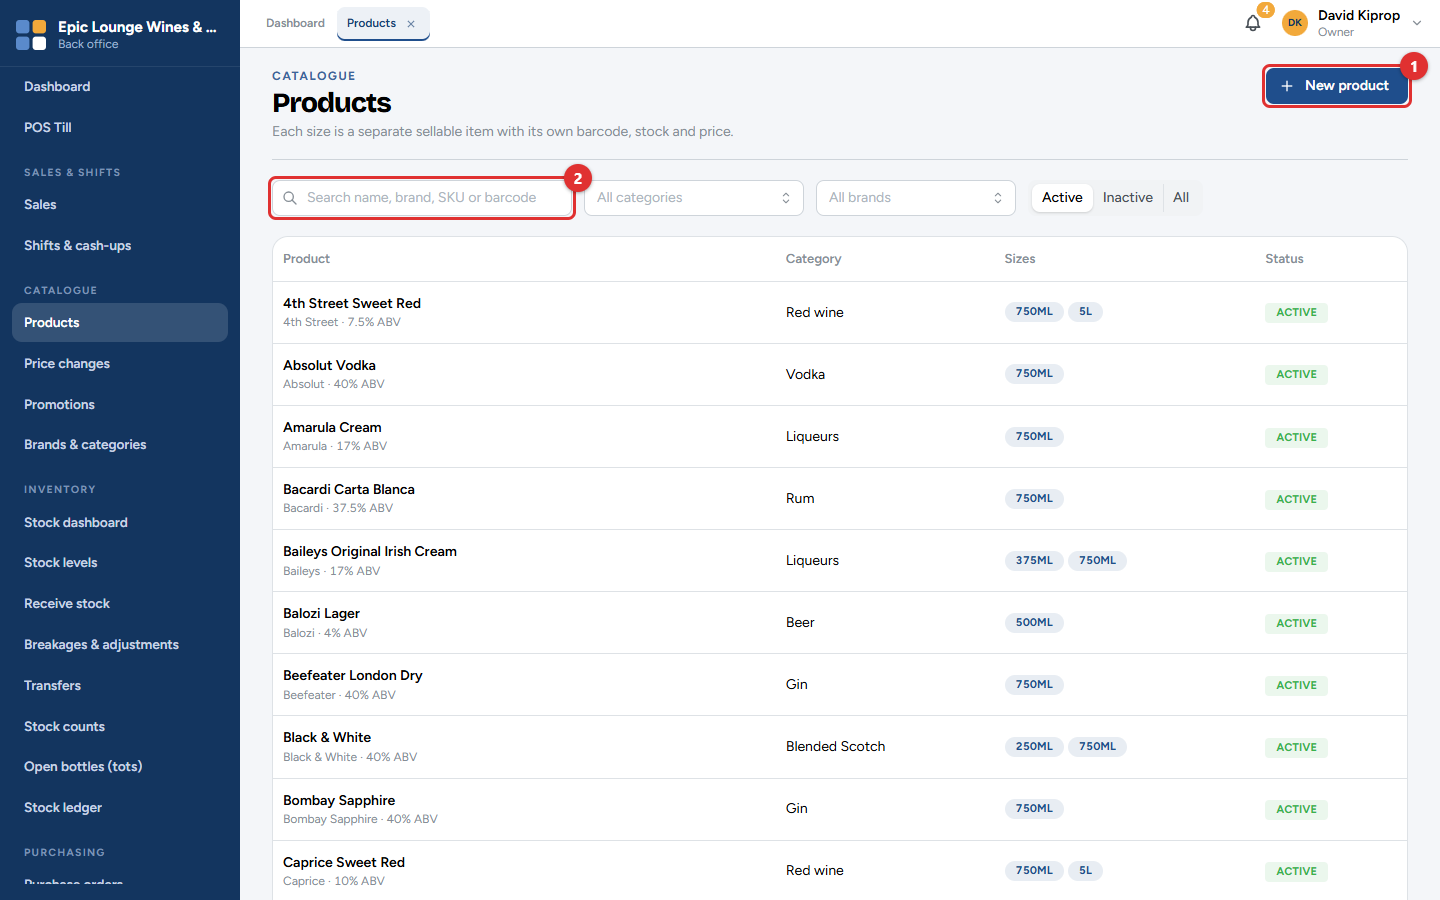 Epic Lounge Wines & ...
Back office
Dashboard
POS Till
SALES & SHIFTS
Sales
Shifts & cash-ups
CATALOGUE
Products
Price changes
Promotions
Brands & categories
INVENTORY
Stock dashboard
Stock levels
Receive stock
Breakages & adjustments
Transfers
Stock counts
Open bottles (tots)
Stock ledger
PURCHASING
Purchase orders
Dashboard
Products
4
DK
David Kiprop
Owner
CATALOGUE
Products
Each size is a separate sellable item with its own barcode, stock and price.
New product
1
2
Search name, brand, SKU or barcode
All categories
All brands
Active Inactive All
Product Category Sizes Status
4th Street Sweet Red
4th Street · 7.5% ABV
Red wine
750ML 5L
ACTIVE
Absolut Vodka
Absolut · 40% ABV
Vodka
750ML
ACTIVE
Amarula Cream
Amarula · 17% ABV
Liqueurs
750ML
ACTIVE
Bacardi Carta Blanca
Bacardi · 37.5% ABV
Rum
750ML
ACTIVE
Baileys Original Irish Cream
Baileys · 17% ABV
Liqueurs
375ML 750ML
ACTIVE
Balozi Lager
Balozi · 4% ABV
Beer
500ML
ACTIVE
Beefeater London Dry
Beefeater · 40% ABV
Gin
750ML
ACTIVE
Black & White
Black & White · 40% ABV
Blended Scotch
250ML 750ML
ACTIVE
Bombay Sapphire
Bombay Sapphire · 40% ABV
Gin
750ML
ACTIVE
Caprice Sweet Red
Caprice · 10% ABV
Red wine
750ML 5L
ACTIVE